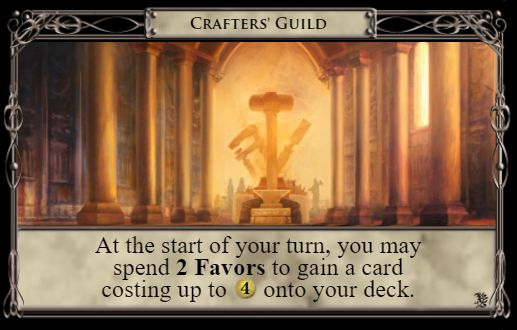 Crafters' Guild
At the start of your turn, you may
spend 2 Favors to gain a card
costing up to 4 onto your deck.